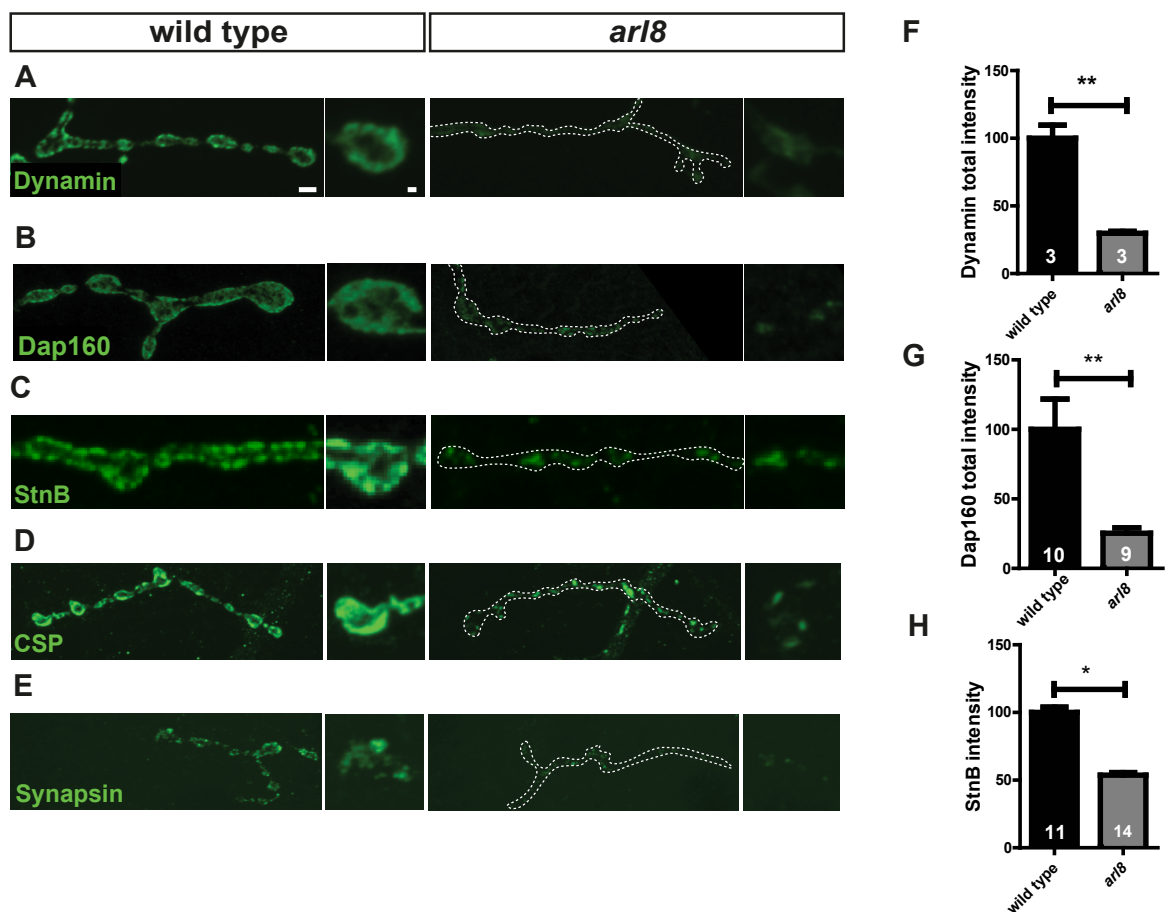 wild type
arl8
A
Dynamin
B
Dap160
C
StnB
D
CSP
E
Synapsin
F
Dynamin total intensity
150
100
50
0
**
3
3
wild type
arl8
G
Dap160 total intensity
150
100
50
0
**
10
9
wild type
arl8
H
StnB intensity
150
100
50
0
*
11
14
wild type
arl8